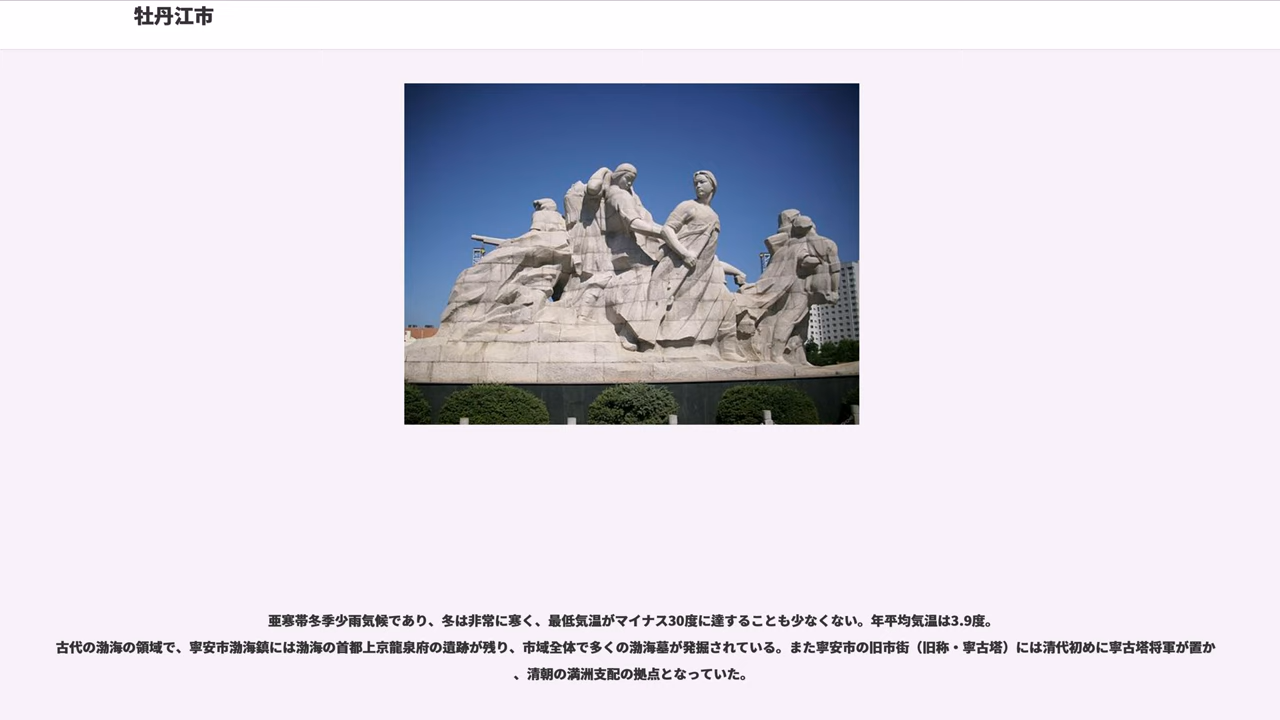 牡丹江市
亜寒帯冬季少雨気候であり、冬は非常に寒く、最低気温がマイナス30度に達することも少なくない。年平均気温は3.9度。
古代の渤海の領域で、寧安市渤海鎮には渤海の首都上京龍泉府の遺跡が残り、市域全体で多くの渤海墓が発掘されている。また寧安市の旧市街（旧称・寧古塔）には清代初めに寧古塔将軍が置か
、清朝の満洲支配の拠点となっていた。